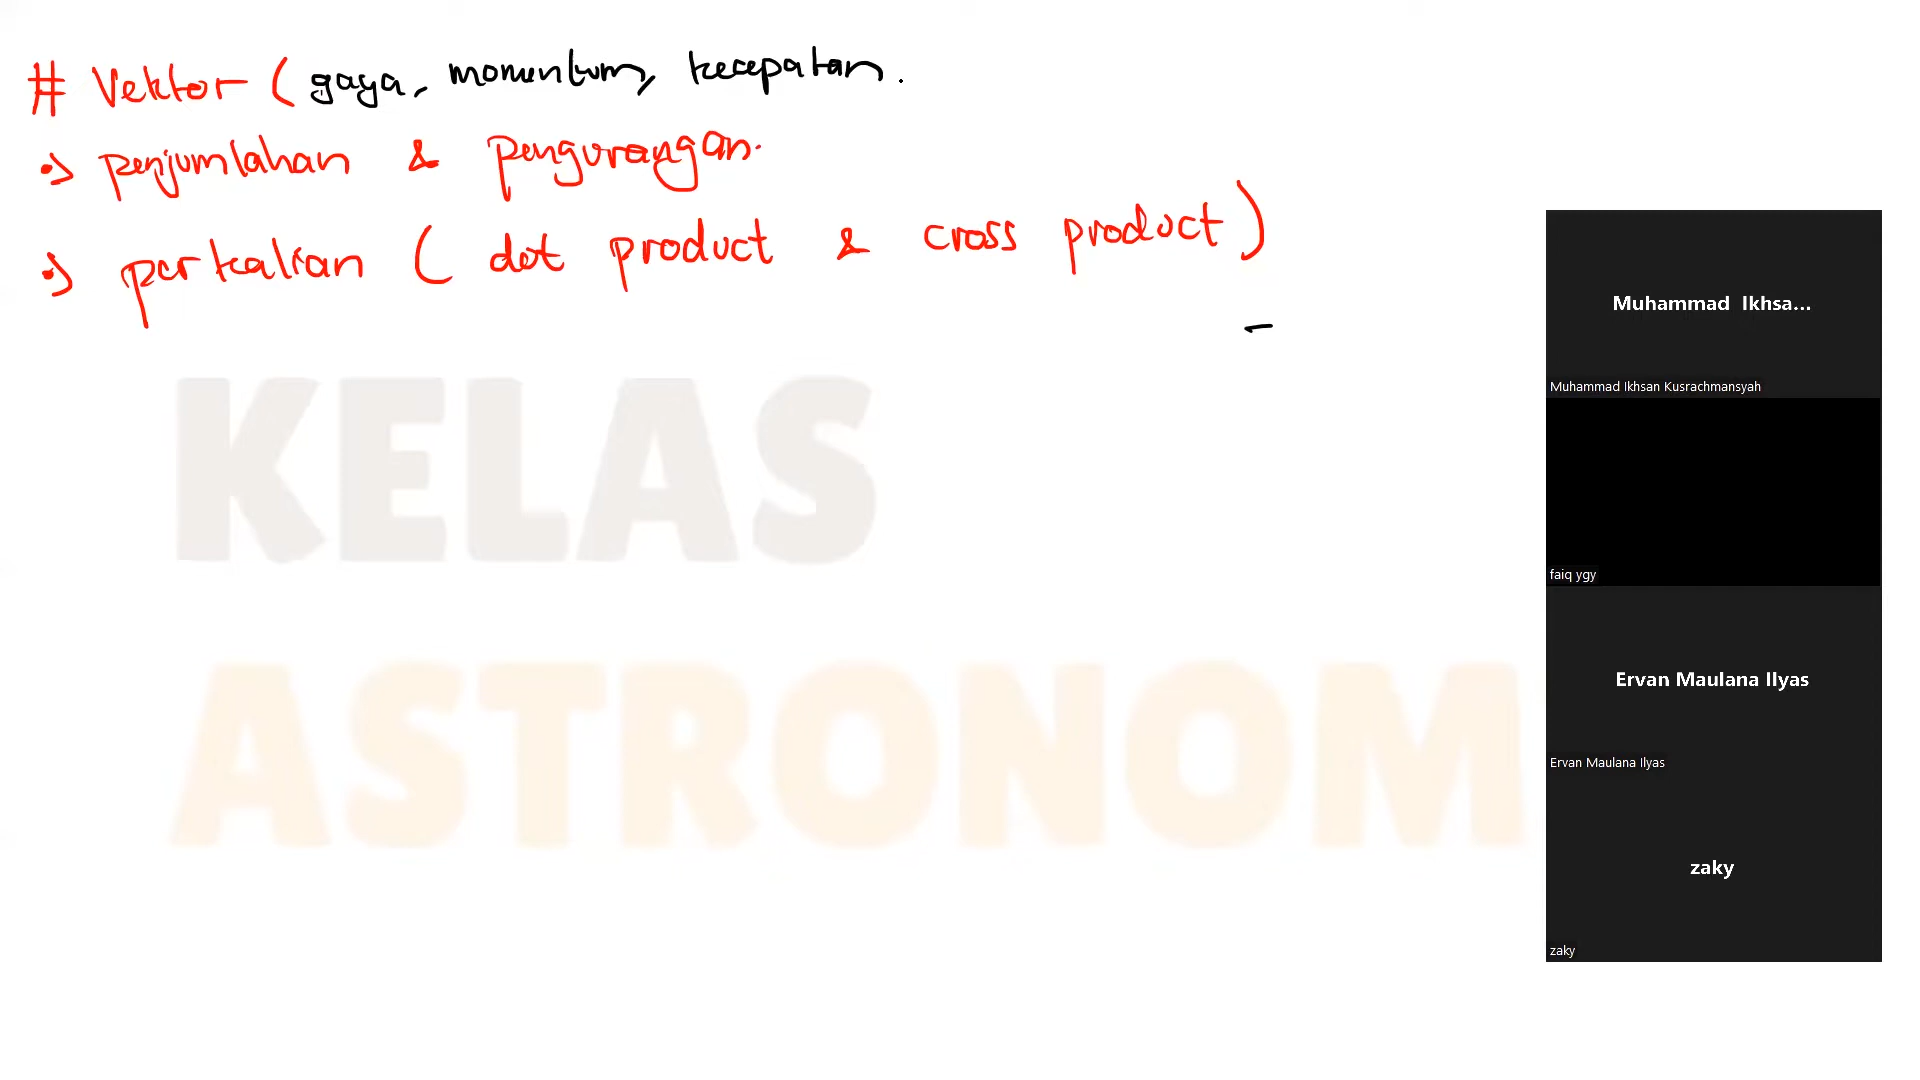 # Vektor ( gaya, momentum, kecepatan.
→ penjumlahan & pengurangan.
→ perkalian ( dot product & cross product )
KELAS
ASTRONOM
Muhammad Ikhsa...
Muhammad Ikhsan Kusrachmansyah
faiq ygy
Ervan Maulana Ilyas
Ervan Maulana Ilyas
zaky
zaky